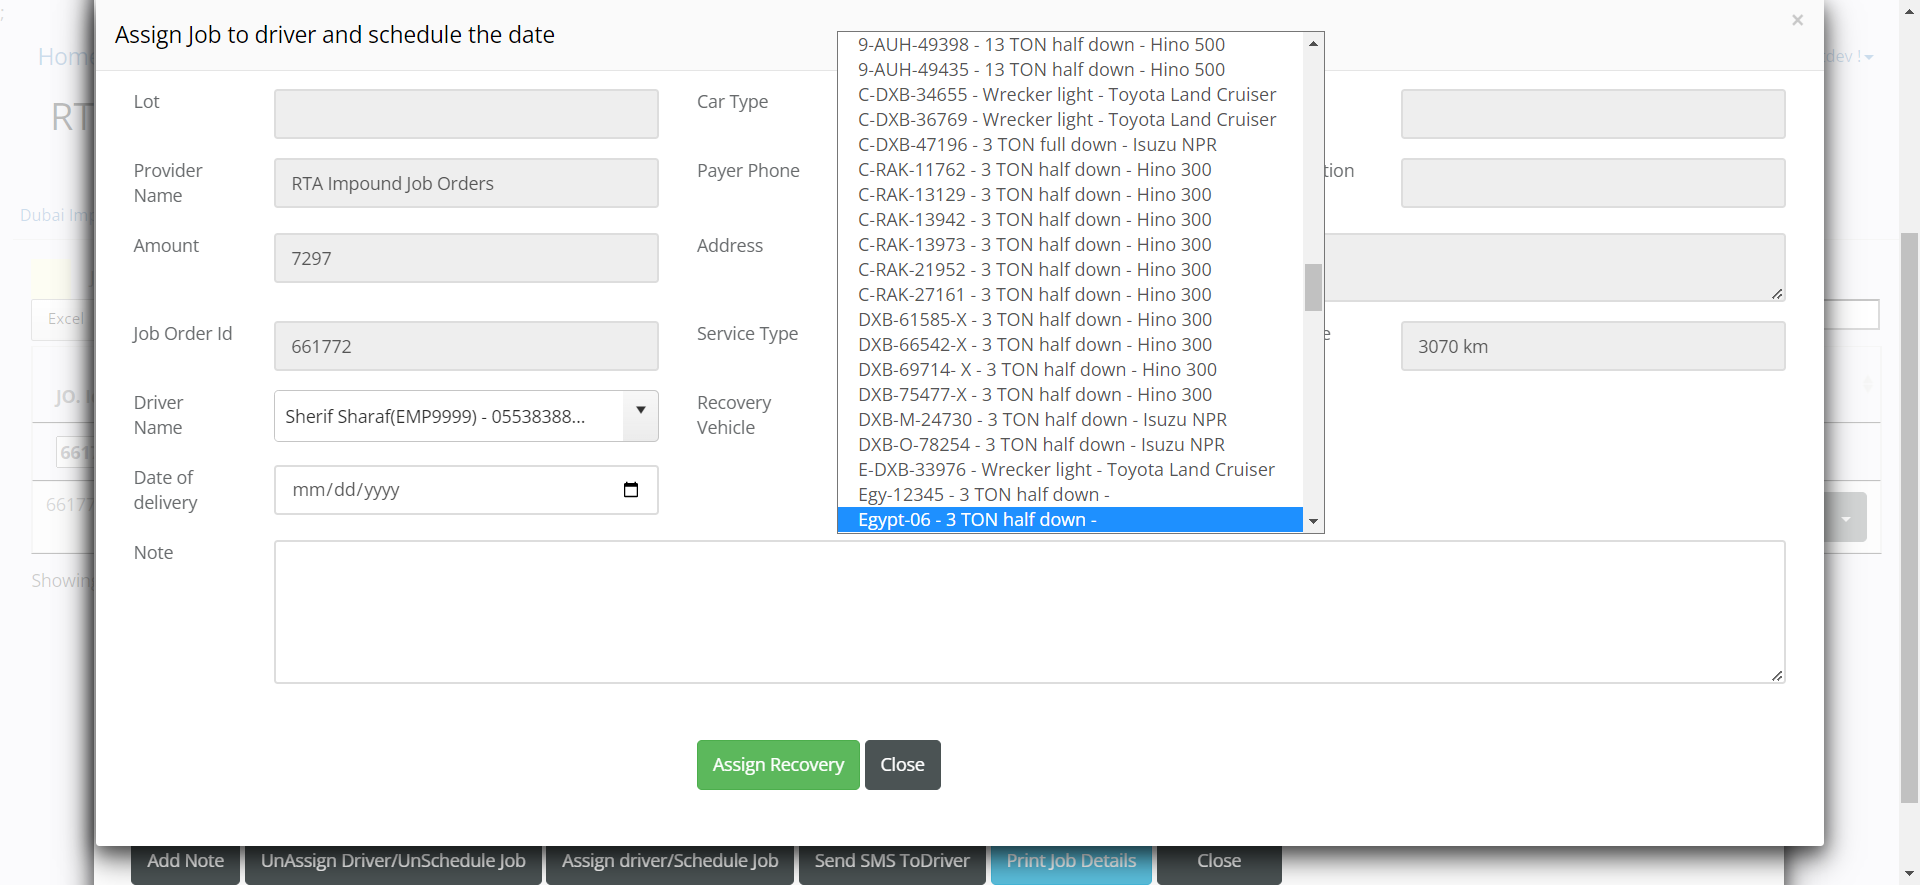 ;
Home
Assign Job to driver and schedule the date
×
dev !
RT
Lot
Car Type
Provider Name
RTA Impound Job Orders
Payer Phone
tion
Dubai Im
Amount
7297
Address
Excel
Job Order Id
661772
Service Type
e
3070 km
JO. I
Driver Name
Sherif Sharaf(EMP9999) - 05538388...
Recovery Vehicle
661
Date of delivery
mm/dd/yyyy
66177
9-AUH-49398 - 13 TON half down - Hino 500
9-AUH-49435 - 13 TON half down - Hino 500
C-DXB-34655 - Wrecker light - Toyota Land Cruiser
C-DXB-36769 - Wrecker light - Toyota Land Cruiser
C-DXB-47196 - 3 TON full down - Isuzu NPR
C-RAK-11762 - 3 TON half down - Hino 300
C-RAK-13129 - 3 TON half down - Hino 300
C-RAK-13942 - 3 TON half down - Hino 300
C-RAK-13973 - 3 TON half down - Hino 300
C-RAK-21952 - 3 TON half down - Hino 300
C-RAK-27161 - 3 TON half down - Hino 300
DXB-61585-X - 3 TON half down - Hino 300
DXB-66542-X - 3 TON half down - Hino 300
DXB-69714- X - 3 TON half down - Hino 300
DXB-75477-X - 3 TON half down - Hino 300
DXB-M-24730 - 3 TON half down - Isuzu NPR
DXB-O-78254 - 3 TON half down - Isuzu NPR
E-DXB-33976 - Wrecker light - Toyota Land Cruiser
Egy-12345 - 3 TON half down -
Egypt-06 - 3 TON half down -
Note
Showin
Assign Recovery
Close
Add Note
UnAssign Driver/UnSchedule Job
Assign driver/Schedule Job
Send SMS ToDriver
Print Job Details
Close